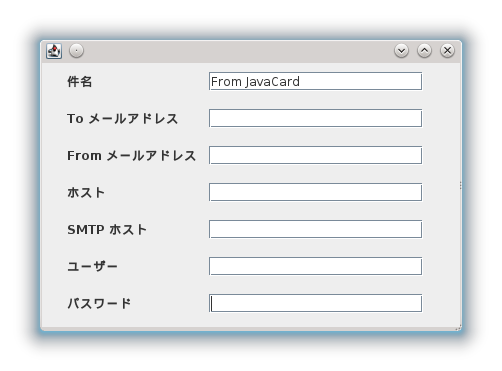 件名 From JavaCard
To メールアドレス
From メールアドレス
ホスト
SMTP ホスト
ユーザー
パスワード